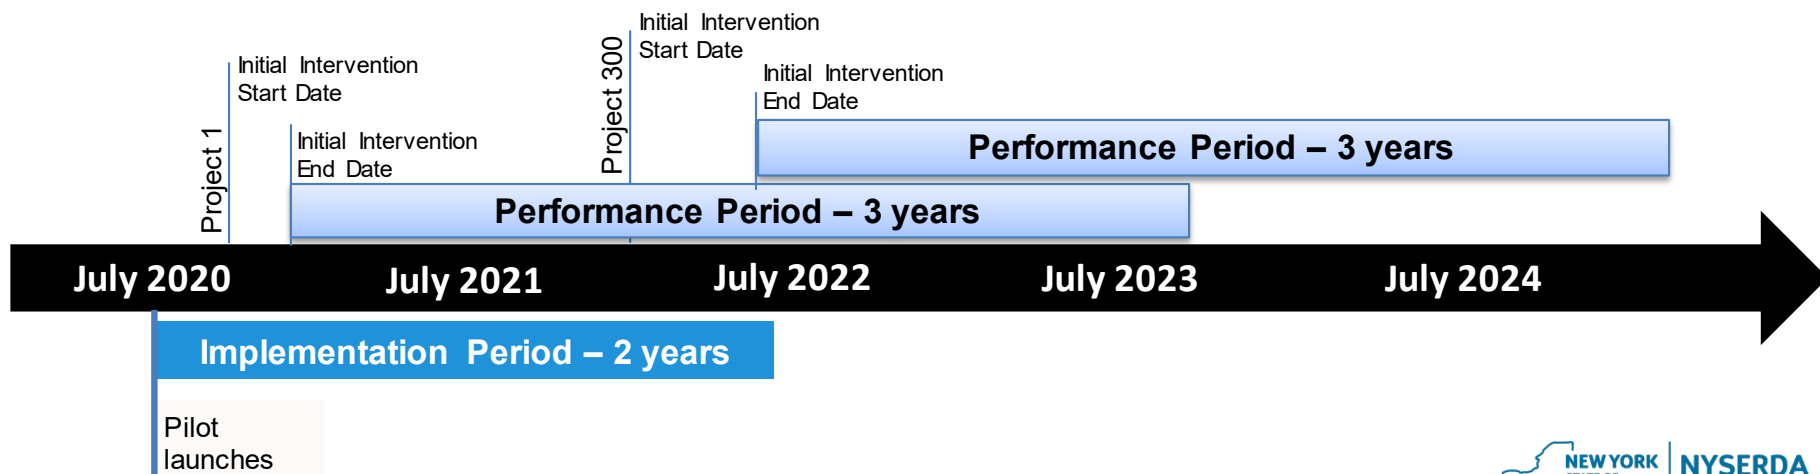 Initial Intervention
Start Date
Project 300
Initial Intervention
Start Date
Initial Intervention
End Date
Project 1
Initial Intervention
End Date
Performance Period – 3 years
Performance Period – 3 years
July 2020
July 2021
July 2022
July 2023
July 2024
Implementation Period – 2 years
Pilot
launches
NEW YORK
NYSERDA